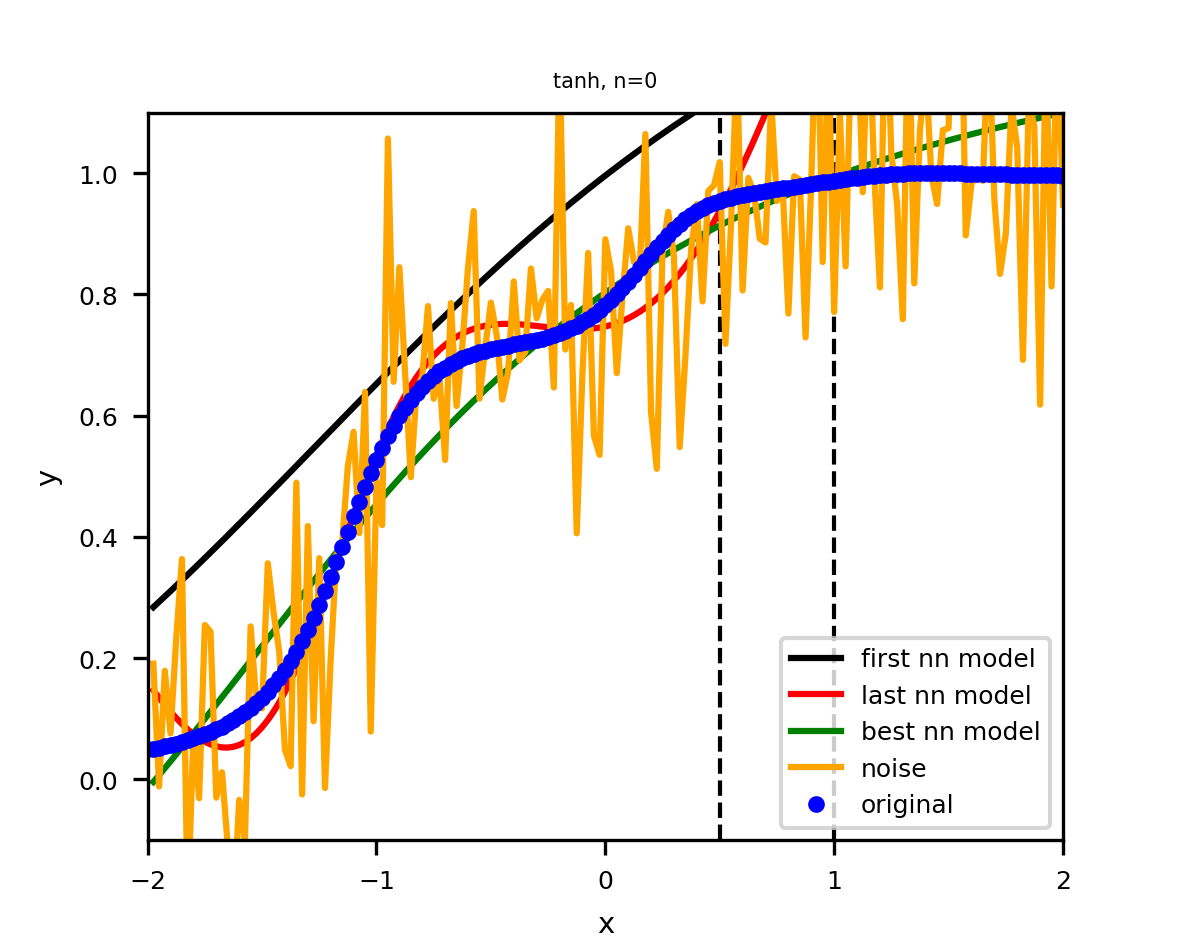 tanh, n=0
1.0
0.8
0.6
0.4
0.2
0.0
y
−2
−1
0
1
2
x
first nn model
last nn model
best nn model
noise
original